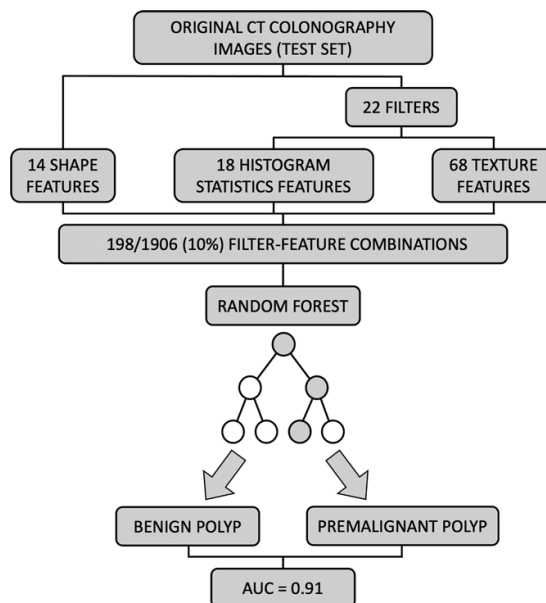 ORIGINAL CT COLONOGRAPHY
IMAGES (TEST SET)
22 FILTERS
14 SHAPE
FEATURES
18 HISTOGRAM
STATISTICS FEATURES
68 TEXTURE
FEATURES
198/1906 (10%) FILTER-FEATURE COMBINATIONS
RANDOM FOREST
BENIGN POLYP
PREMALIGNANT POLYP
AUC = 0.91